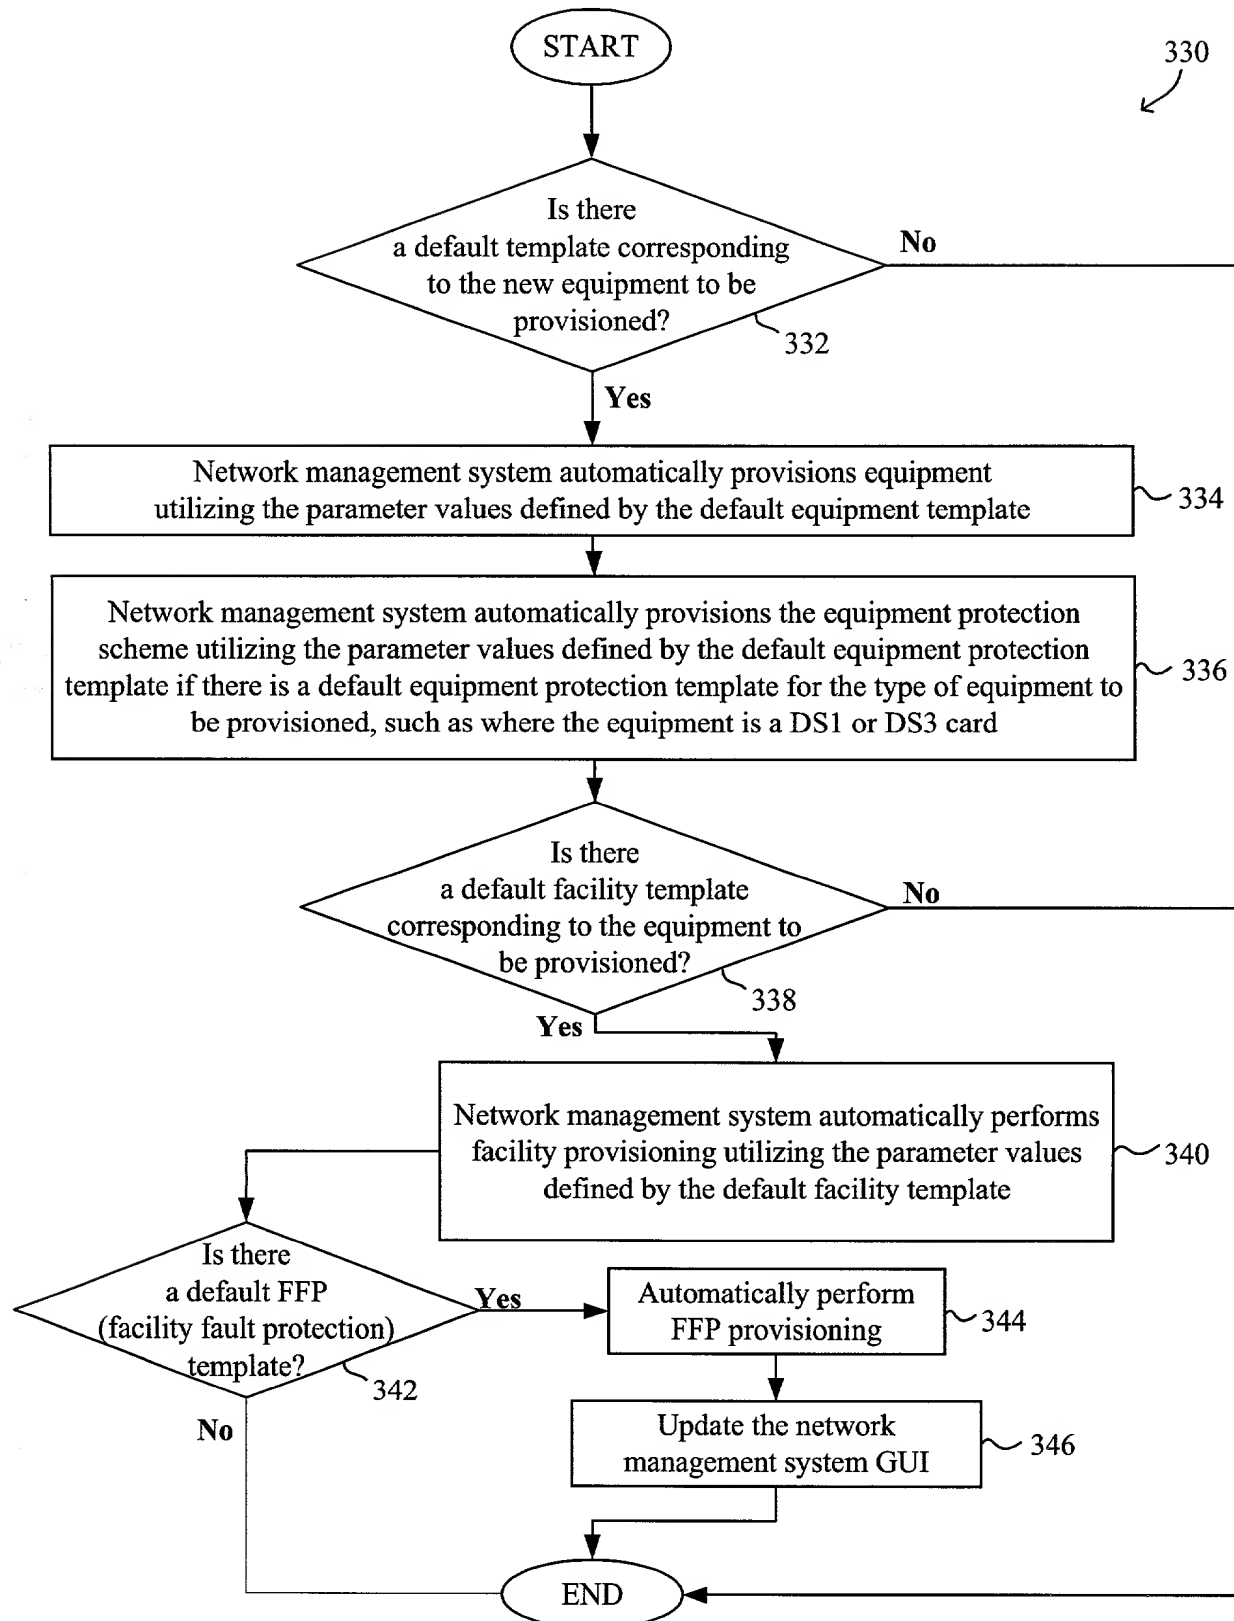 START
330
Is there
a default template corresponding
to the new equipment to be
provisioned?
No
332
Yes
Network management system automatically provisions equipment
utilizing the parameter values defined by the default equipment template
334
Network management system automatically provisions the equipment protection
scheme utilizing the parameter values defined by the default equipment protection
template if there is a default equipment protection template for the type of equipment to
be provisioned, such as where the equipment is a DS1 or DS3 card
336
Is there
a default facility template
corresponding to the equipment to
be provisioned?
No
338
Yes
Network management system automatically performs
facility provisioning utilizing the parameter values
defined by the default facility template
340
Is there
a default FFP
(facility fault protection)
template?
Yes
342
No
Automatically perform
FFP provisioning
344
Update the network
management system GUI
346
END